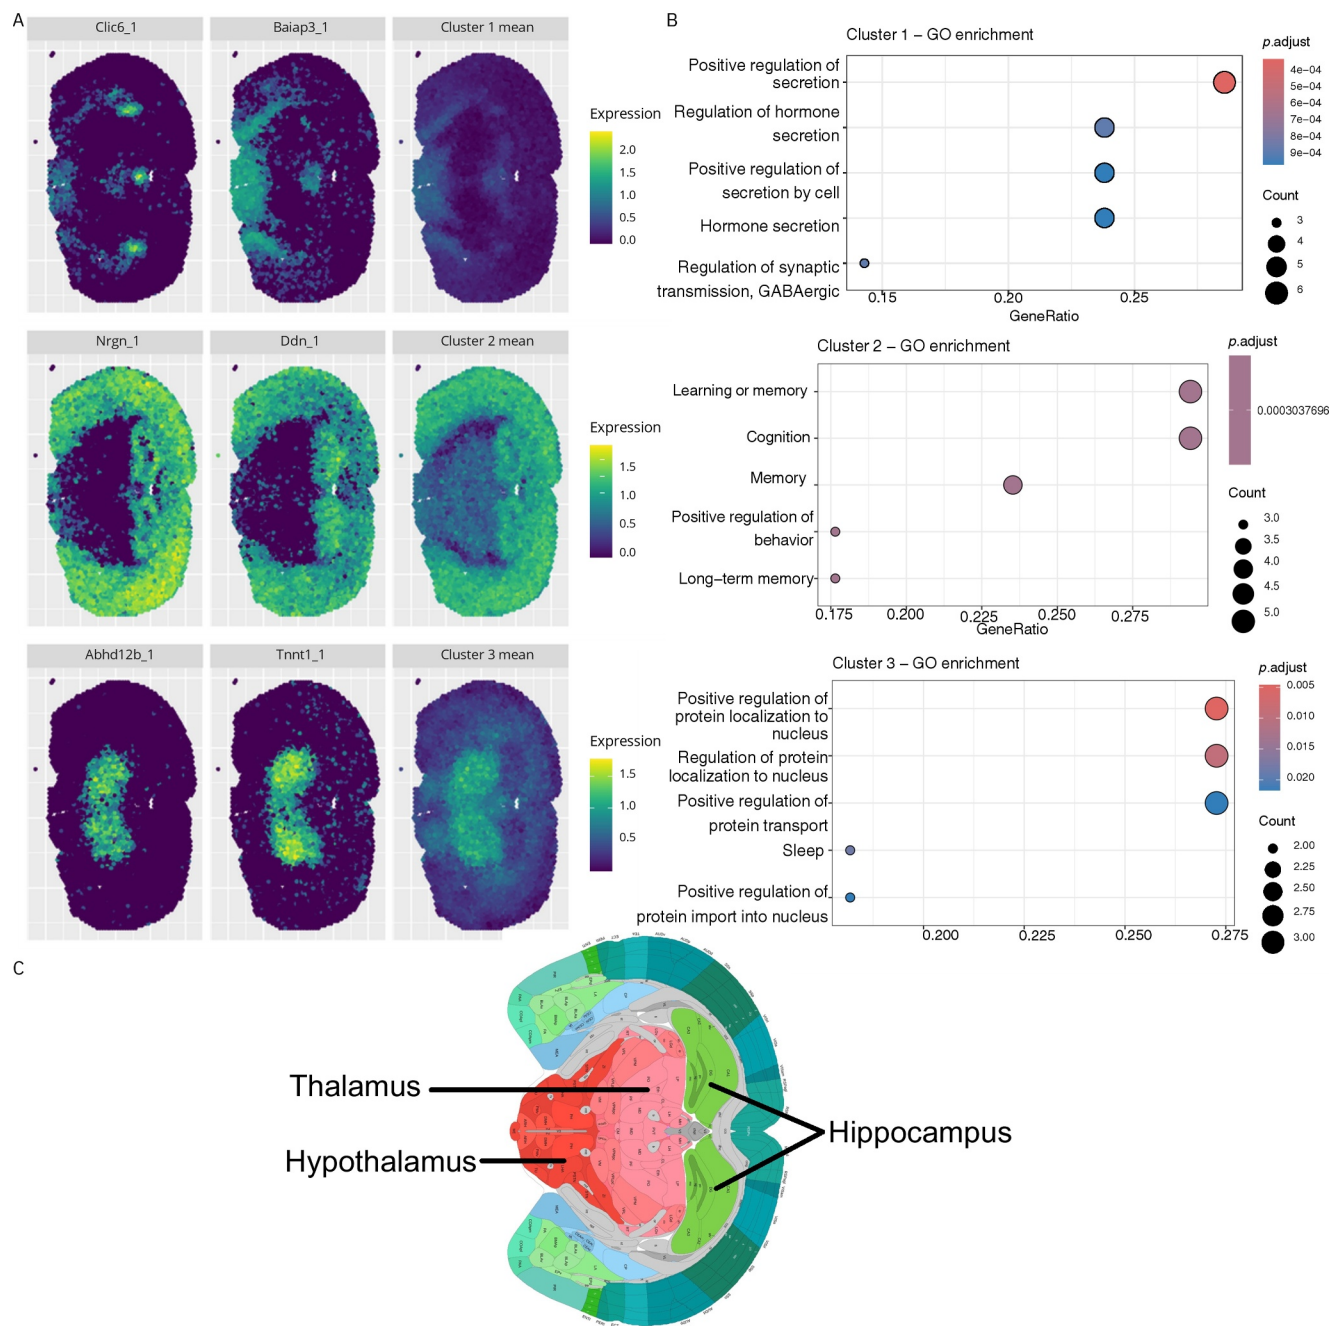 A
Clic6_1
Baiap3_1
Cluster 1 mean
Expression
2.0
1.5
1.0
0.5
0.0
Nrgn_1
Ddn_1
Cluster 2 mean
Expression
1.5
1.0
0.5
0.0
Abhd12b_1
Tnnt1_1
Cluster 3 mean
Expression
1.5
1.0
0.5
B
Cluster 1 – GO enrichment
Positive regulation of
secretion
Regulation of hormone
secretion
Positive regulation of
secretion by cell
Hormone secretion
Regulation of synaptic
transmission, GABAergic
0.15
0.20
0.25
GeneRatio
p.adjust
4e−04
5e−04
6e−04
7e−04
8e−04
9e−04
Count
3
4
5
6
Cluster 2 – GO enrichment
Learning or memory
Cognition
Memory
Positive regulation of
behavior
Long−term memory
0.175
0.200
0.225
0.250
0.275
GeneRatio
p.adjust
0.0003037696
Count
3.0
3.5
4.0
4.5
5.0
Cluster 3 – GO enrichment
Positive regulation of
protein localization to
nucleus
Regulation of protein
localization to nucleus
Positive regulation of
protein transport
Sleep
Positive regulation of
protein import into nucleus
0.200
0.225
0.250
0.275
p.adjust
0.005
0.010
0.015
0.020
Count
2.00
2.25
2.50
2.75
3.00
C
Thalamus
Hypothalamus
Hippocampus